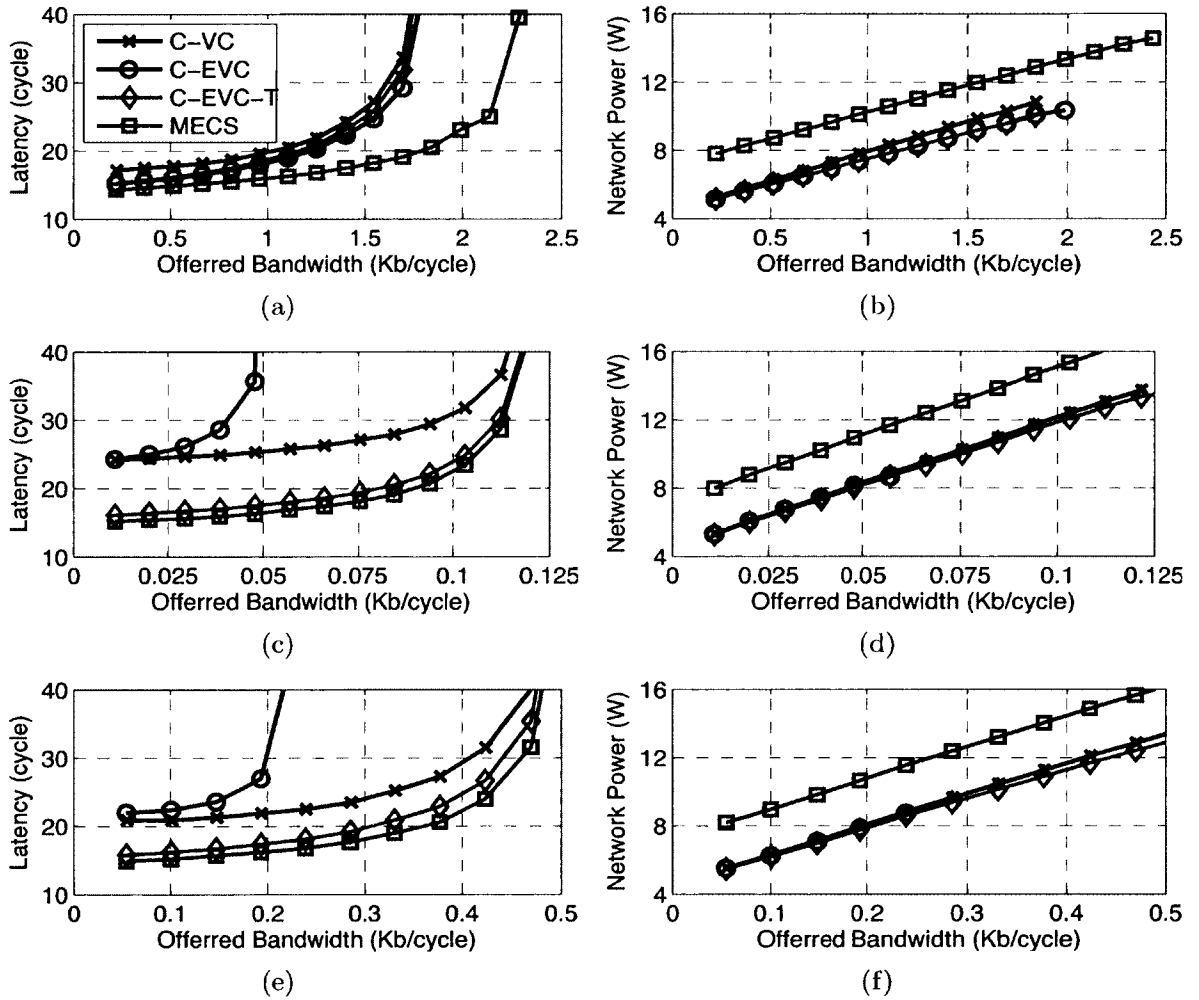 40
30
20
10
Latency (cycle)
C-VC
C-EVC
C-EVC-T
MECS
0 0.5 1 1.5 2 2.5
Offerred Bandwidth (Kb/cycle)
(a)
16
12
8
4
Network Power (W)
0 0.5 1 1.5 2 2.5
Offerred Bandwidth (Kb/cycle)
(b)
40
30
20
10
Latency (cycle)
0 0.025 0.05 0.075 0.1 0.125
Offerred Bandwidth (Kb/cycle)
(c)
16
12
8
4
Network Power (W)
0 0.025 0.05 0.075 0.1 0.125
Offerred Bandwidth (Kb/cycle)
(d)
40
30
20
10
Latency (cycle)
0 0.1 0.2 0.3 0.4 0.5
Offerred Bandwidth (Kb/cycle)
(e)
16
12
8
4
Network Power (W)
0 0.1 0.2 0.3 0.4 0.5
Offerred Bandwidth (Kb/cycle)
(f)